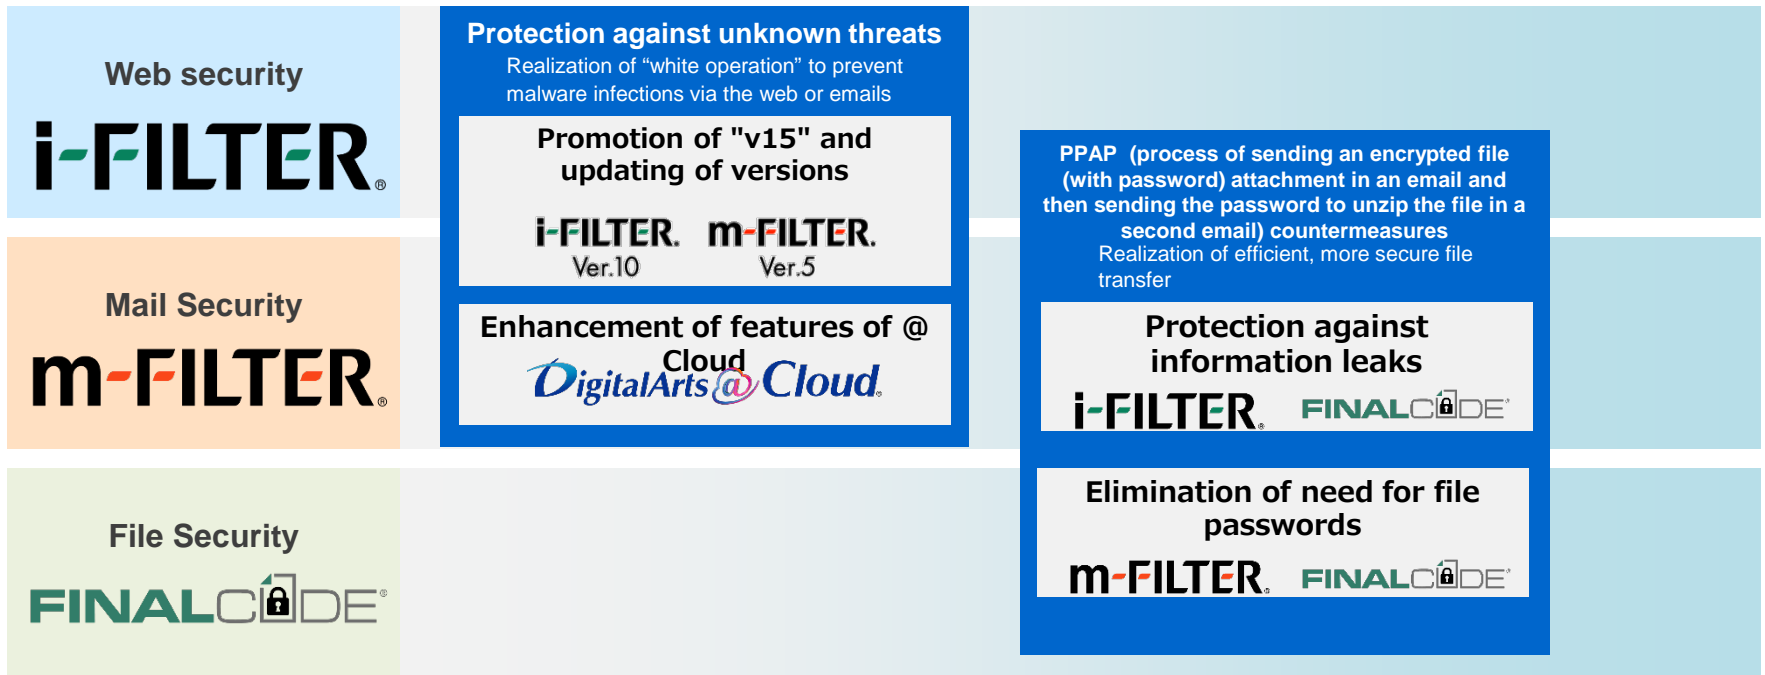 Web security
i-FILTER®
Mail Security
m-FILTER®
File Security
FINALCODE®
Protection against unknown threats
Realization of “white operation” to prevent
malware infections via the web or emails
Promotion of "v15" and
updating of versions
i-FILTER® m-FILTER®
Ver.10 Ver.5
Enhancement of features of @
Cloud
DigitalArts@Cloud®
PPAP (process of sending an encrypted file
(with password) attachment in an email and
then sending the password to unzip the file in a
second email) countermeasures
Realization of efficient, more secure file
transfer
Protection against
information leaks
i-FILTER® FINALCODE®
Elimination of need for file
passwords
m-FILTER® FINALCODE®